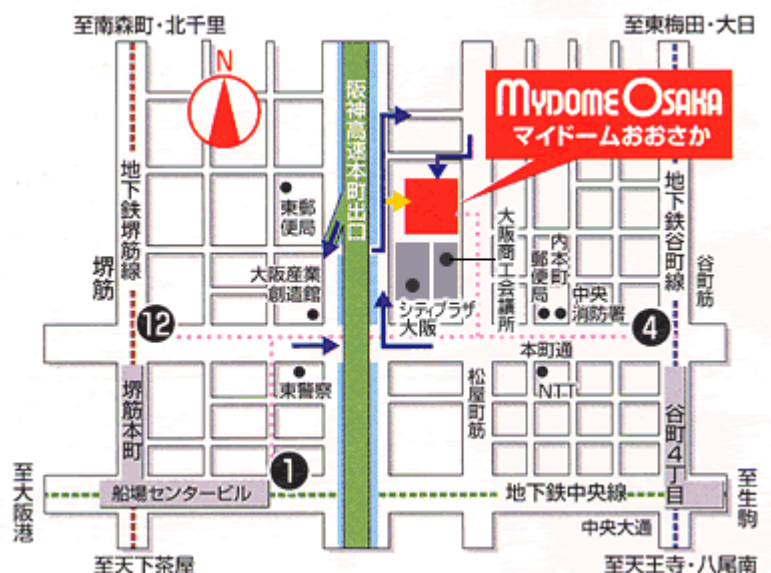 至南森町・北千里
至東梅田・大日
N
MYDOME OSAKA
マイドームおおさか
阪神高速本町出口
地下鉄堺筋線
地下鉄谷町線
東郵
便局
堺筋
谷町筋
大阪産業
創造館
大阪商工会議所
内本町
郵便局
中央
消防署
シティプラザ
大阪
12
4
本町通
東警察
堺筋本町
松屋町筋
NTT
谷町4丁目
1
至大阪港
船場センタービル
地下鉄中央線
至生駒
中央大通
至天下茶屋
至天王寺・八尾南